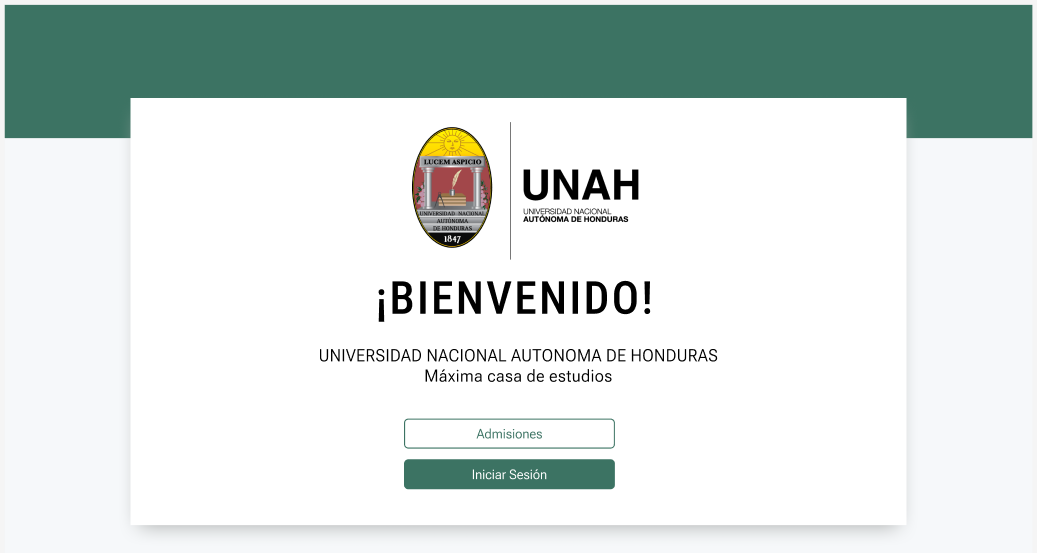 LUCEM ASPICIO
UNIVERSIDAD NACIONAL
AUTÓNOMA
DE HONDURAS
1847
UNAH
UNIVERSIDAD NACIONAL
AUTÓNOMA DE HONDURAS
¡BIENVENIDO!
UNIVERSIDAD NACIONAL AUTONOMA DE HONDURAS
Máxima casa de estudios
Admisiones
Iniciar Sesión